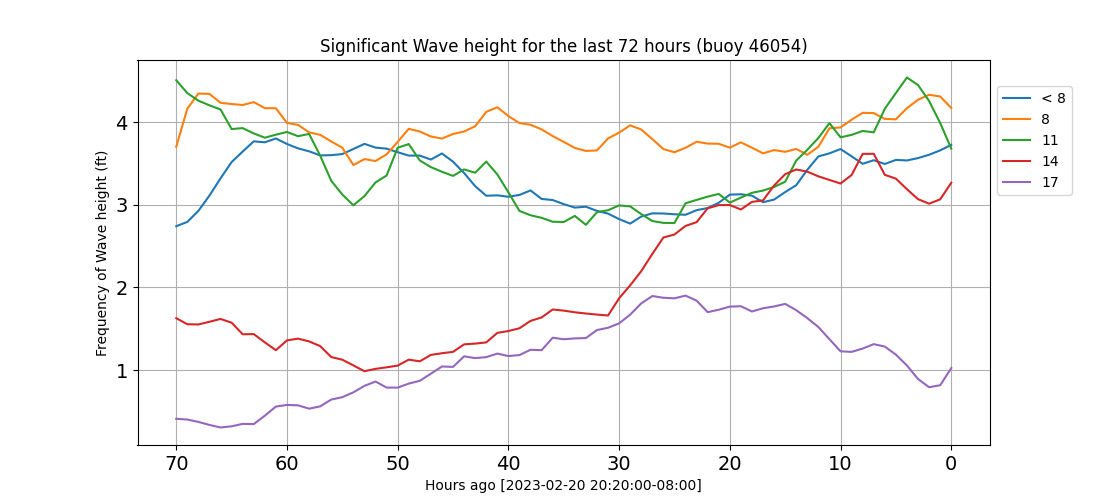 Significant Wave height for the last 72 hours (buoy 46054)
Frequency of Wave height (ft)
4
3
2
1
70 60 50 40 30 20 10 0
Hours ago [2023-02-20 20:20:00-08:00]
< 8
8
11
14
17